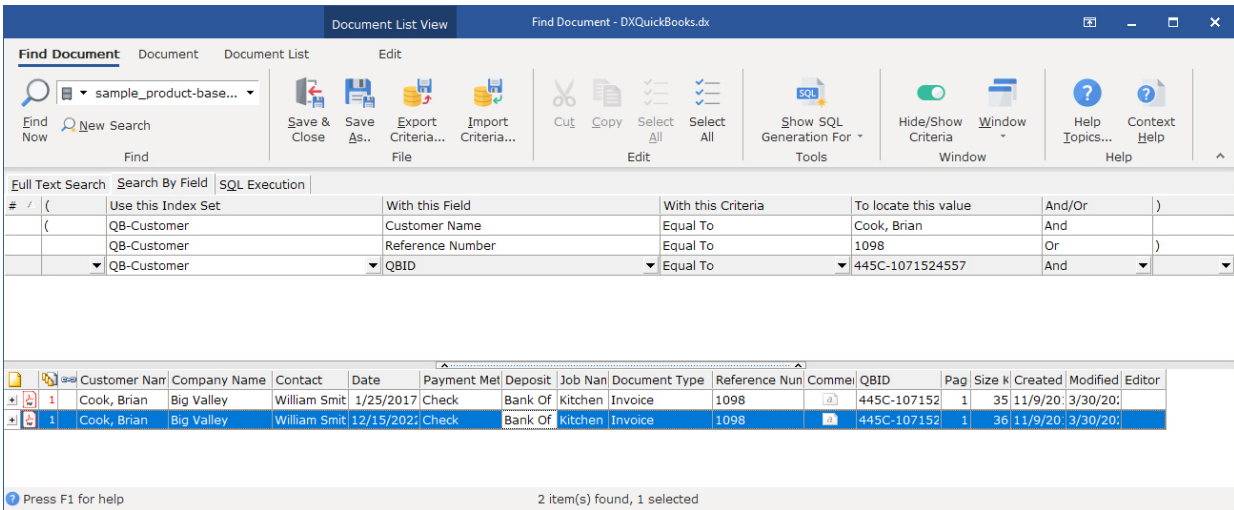 Document List View Find Document - DXQuickBooks.dx
Find Document Document Document List Edit
sample_product-base...
Find Now New Search
Save & Close Save As.. Export Criteria... Import Criteria...
Cut Copy Select All Select All
SQL
Show SQL Generation For
Hide/Show Criteria Window
Help Topics... Context Help
Find File Edit Tools Window Help
Full Text Search Search By Field SQL Execution
# ( Use this Index Set With this Field With this Criteria To locate this value And/Or )
( QB-Customer Customer Name Equal To Cook, Brian And
QB-Customer Reference Number Equal To 1098 Or )
QB-Customer QBID Equal To 445C-1071524557 And
Customer Nam Company Name Contact Date Payment Met Deposit Job Nan Document Type Reference Nun Commei QBID Pag Size K Created Modified Editor
1 Cook, Brian Big Valley William Smit 1/25/2017 Check Bank Of Kitchen Invoice 1098 a 445C-107152 1 35 11/9/20: 3/30/20:
1 Cook, Brian Big Valley William Smit 12/15/202: Check Bank Of Kitchen Invoice 1098 a 445C-107152 1 36 11/9/20: 3/30/20:
Press F1 for help 2 item(s) found, 1 selected